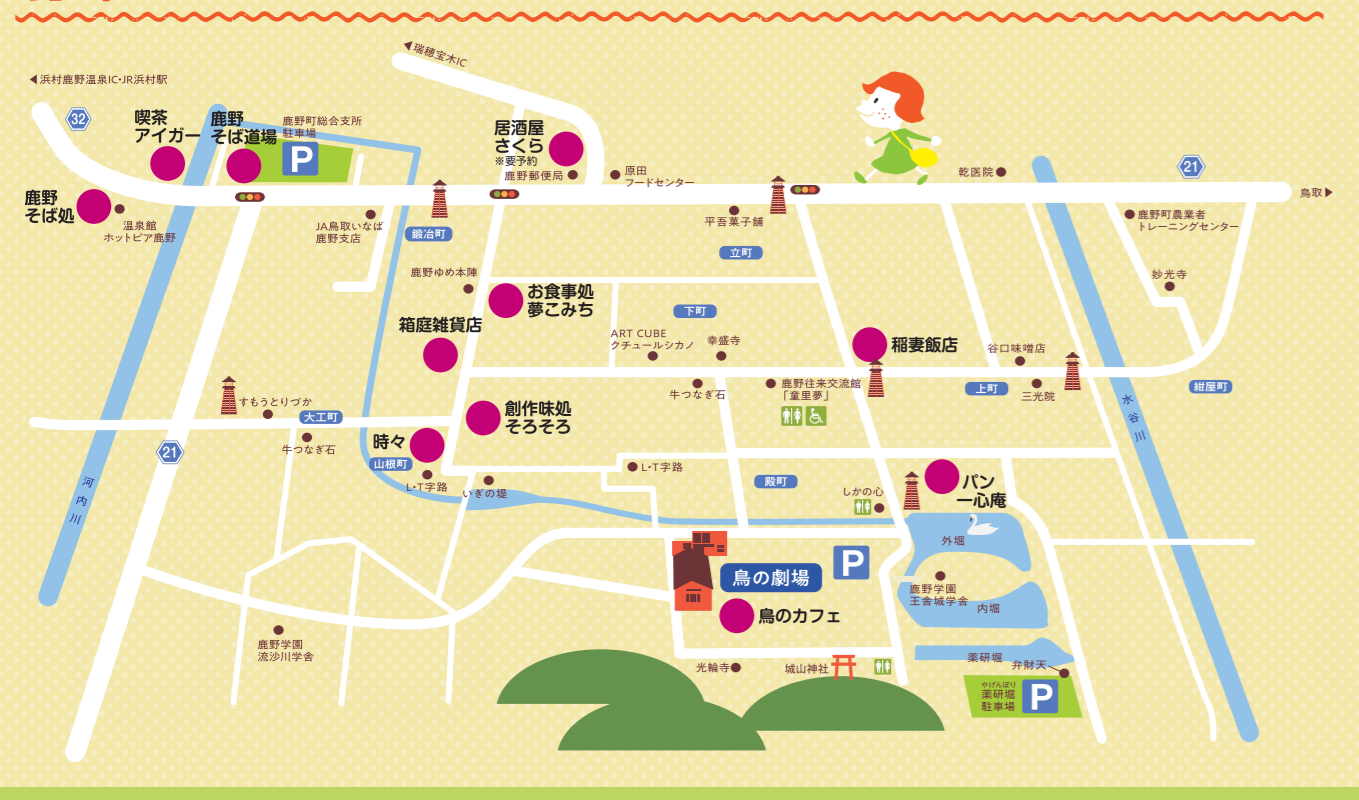 ◀瑞穂宝木IC
◀浜村鹿野温泉IC・JR浜村駅
32
喫茶
アイガー
鹿野
そば道場
鹿野町総合支所
駐車場
P
居酒屋
さくら
※要予約
鹿野郵便局
原田
フードセンター
乾医院
21
鳥取▶
鹿野
そば処
温泉館
ホットピア鹿野
JA鳥取いなば
鹿野支店
鍛冶町
平吾菓子舗
立町
鹿野町農業者
トレーニングセンター
鹿野ゆめ本陣
お食事処
夢こみち
下町
妙光寺
箱庭雑貨店
ART CUBE
クチュールシカノ
幸盛寺
稲妻飯店
谷口味噌店
牛つなぎ石
鹿野往来交流館
「童里夢」
上町
三光院
紺屋町
水谷川
すもうとりづか
大工町
牛つなぎ石
21
創作味処
そろそろ
時々
山根町
L・T字路
いぎの堤
L・T字路
殿町
しかの心
パン
一心庵
河内川
外堀
鳥の劇場
P
鹿野学園
王舎城学舎
内堀
鳥のカフェ
鹿野学園
流沙川学舎
光輪寺
城山神社
薬研堀
弁財天
やげんぼり
薬研堀
駐車場
P